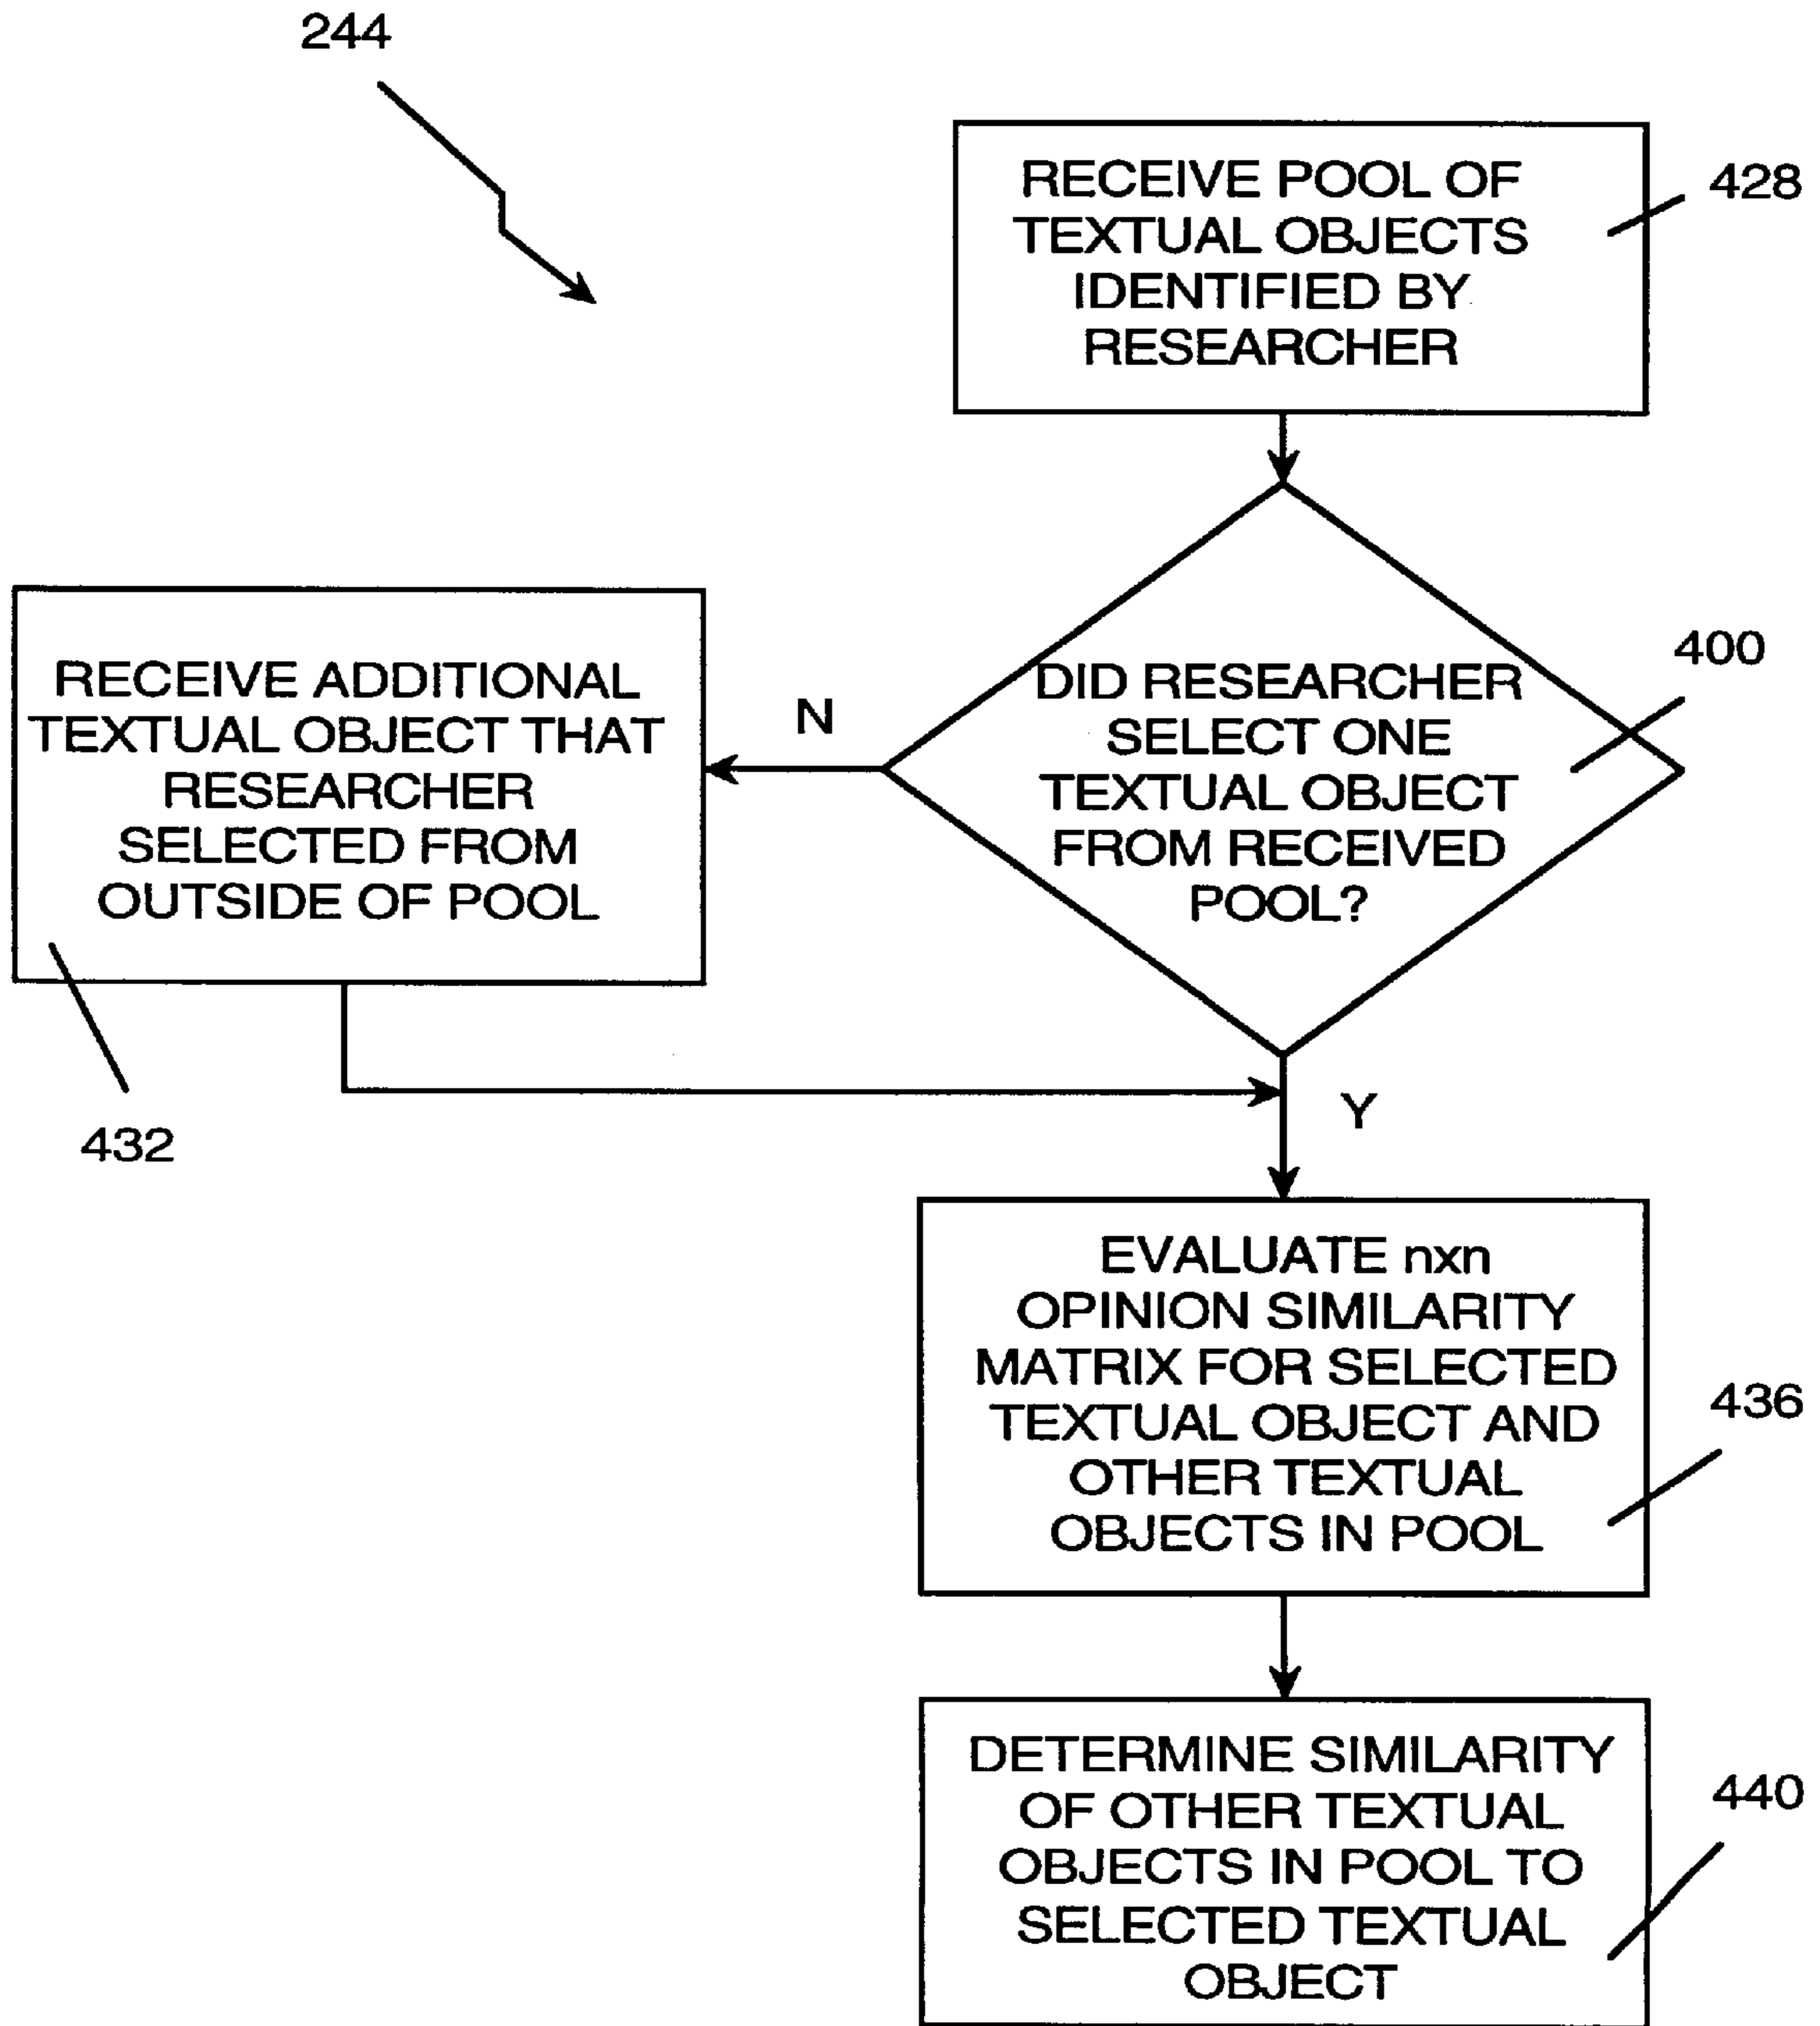 244
RECEIVE POOL OF
TEXTUAL OBJECTS
IDENTIFIED BY
RESEARCHER
428
DID RESEARCHER
SELECT ONE
TEXTUAL OBJECT
FROM RECEIVED
POOL?
400
N
RECEIVE ADDITIONAL
TEXTUAL OBJECT THAT
RESEARCHER
SELECTED FROM
OUTSIDE OF POOL
432
Y
EVALUATE nxn
OPINION SIMILARITY
MATRIX FOR SELECTED
TEXTUAL OBJECT AND
OTHER TEXTUAL
OBJECTS IN POOL
436
DETERMINE SIMILARITY
OF OTHER TEXTUAL
OBJECTS IN POOL TO
SELECTED TEXTUAL
OBJECT
440